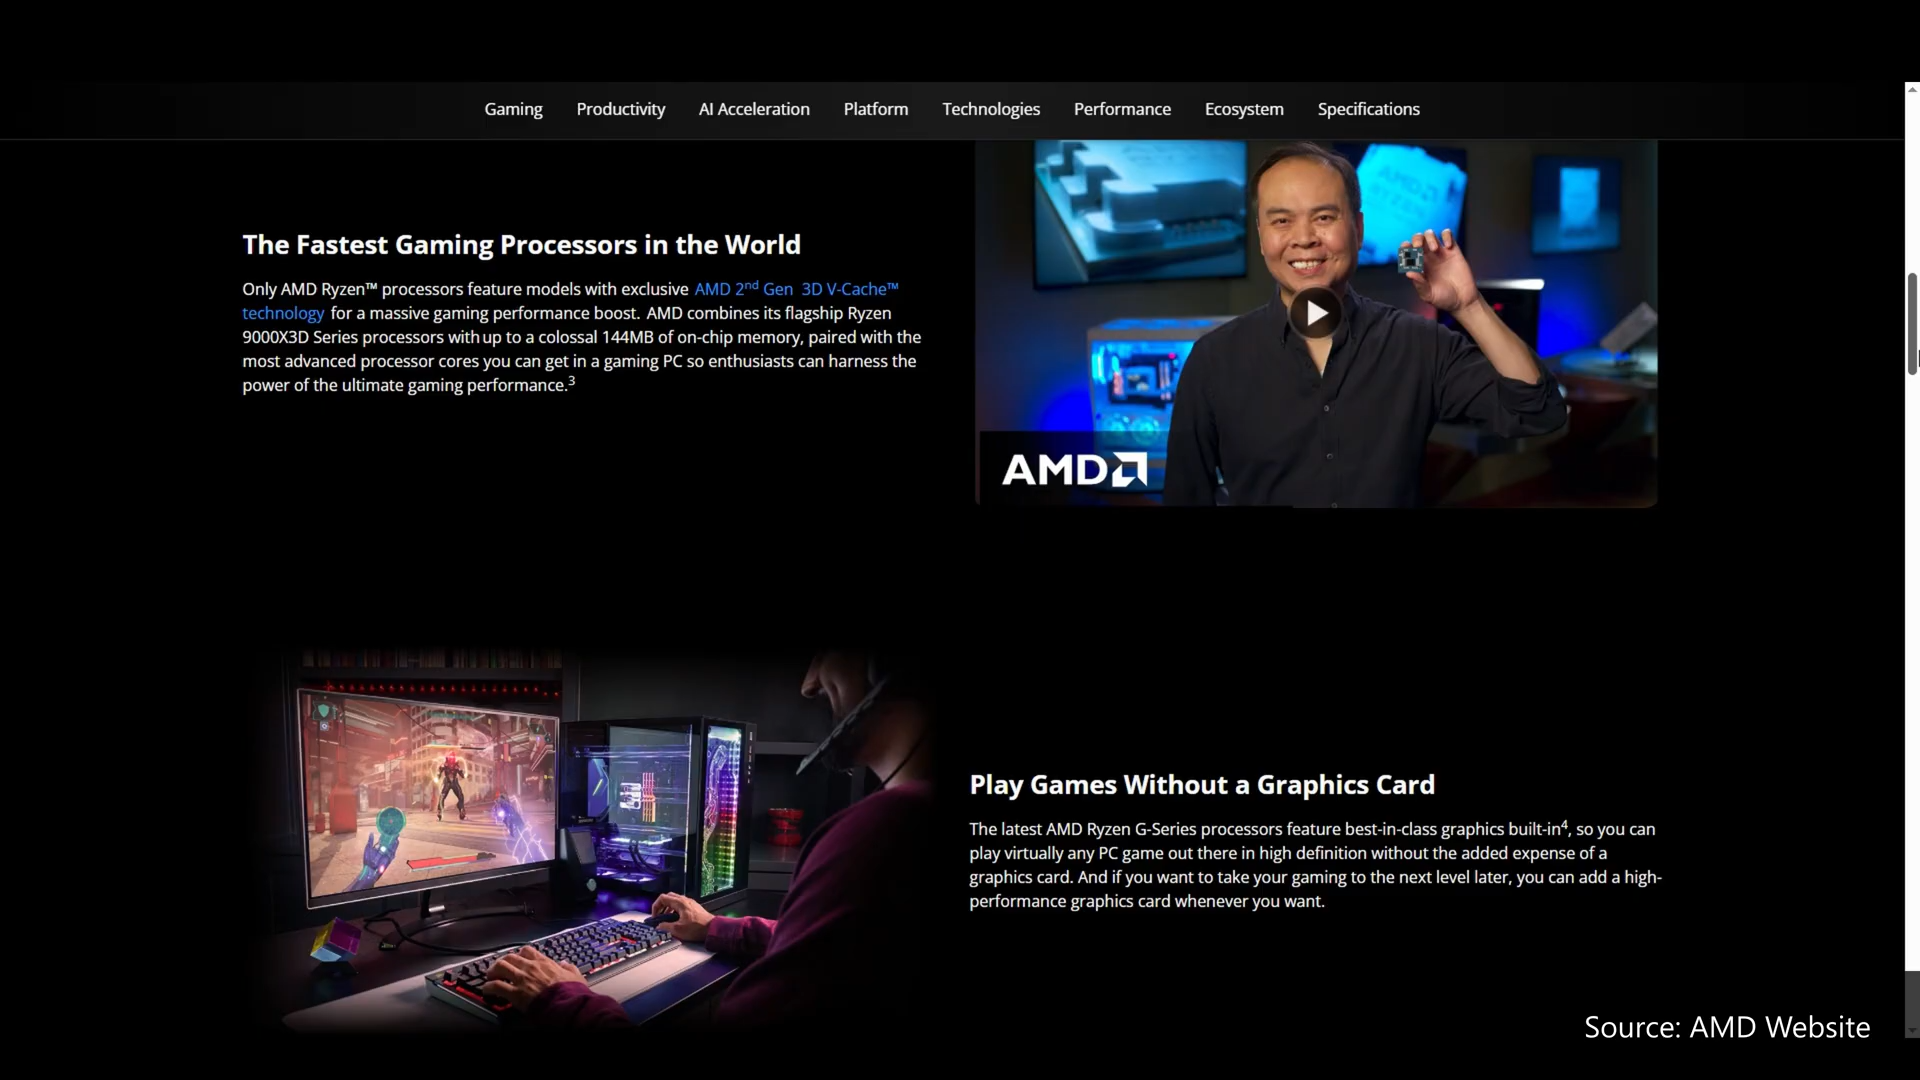 Gaming Productivity AI Acceleration Platform Technologies Performance Ecosystem Specifications
The Fastest Gaming Processors in the World
Only AMD Ryzen™ processors feature models with exclusive AMD 2nd Gen 3D V-Cache™
technology for a massive gaming performance boost. AMD combines its flagship Ryzen
9000X3D Series processors with up to a colossal 144MB of on-chip memory, paired with the
most advanced processor cores you can get in a gaming PC so enthusiasts can harness the
power of the ultimate gaming performance.3
AMD
RYZEN
AMD
Play Games Without a Graphics Card
The latest AMD Ryzen G-Series processors feature best-in-class graphics built-in4, so you can
play virtually any PC game out there in high definition without the added expense of a
graphics card. And if you want to take your gaming to the next level later, you can add a high-
performance graphics card whenever you want.
Source: AMD Website